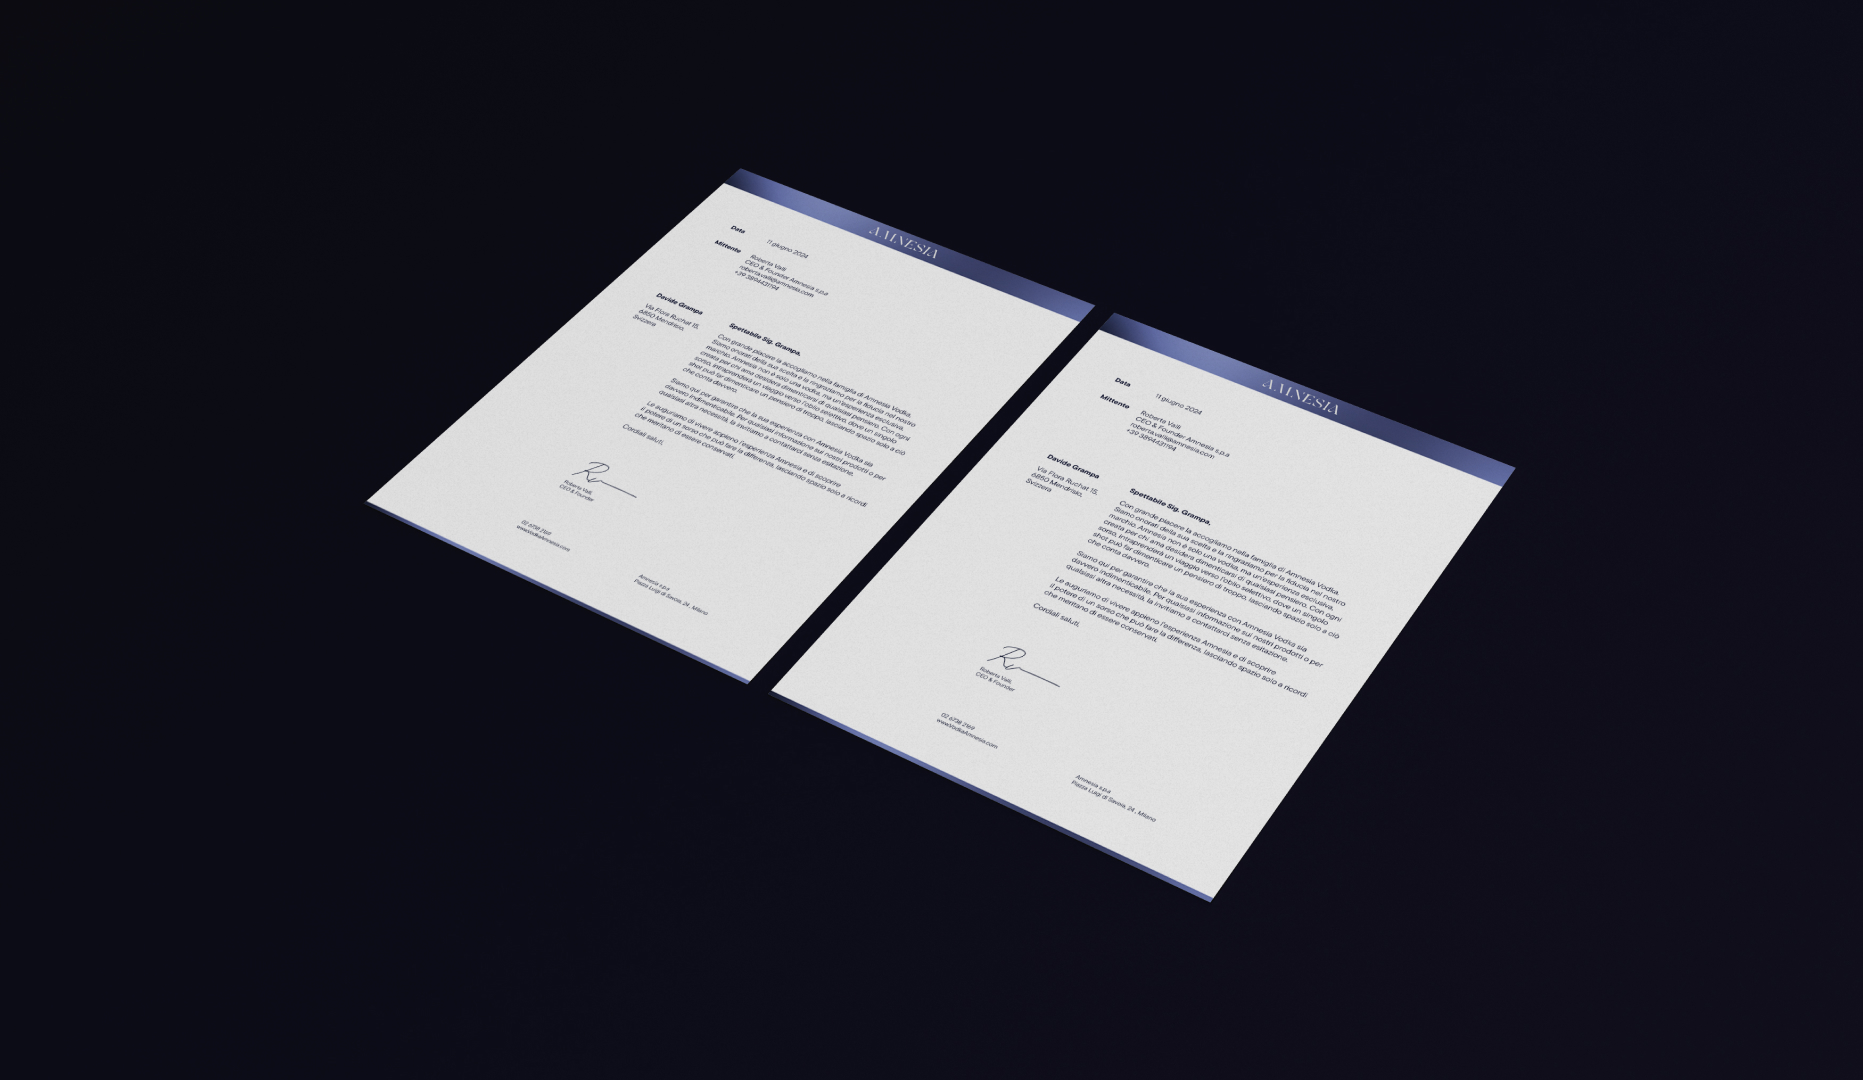 AMNESIA
Data
11 giugno 2024
Mittente
Roberta Valli
CEO & Founder Amnesia s.p.a
roberta.valli@amnesia.com
+39 3894431194
Davide Grampa
Via Flora Ruchat 15,
6850 Mendrisio,
Svizzera
Spettabile Sig. Grampa,
Con grande piacere la accogliamo nella famiglia di Amnesia Vodka.
Siamo onorati della sua scelta e la ringraziamo per la fiducia nel nostro
marchio. Amnesia non è solo una vodka, ma un'esperienza esclusiva,
creata per chi ama desidera dimenticarsi di qualsiasi pensiero. Con ogni
sorso, intraprenderà un viaggio verso l'oblio selettivo, dove un singolo
shot può far dimenticare un pensiero di troppo, lasciando spazio solo a ciò
che conta davvero.
Siamo qui per garantire che la sua esperienza con Amnesia Vodka sia
davvero indimenticabile. Per qualsiasi informazione sui nostri prodotti o per
qualsiasi altra necessità, la invitiamo a contattarci senza esitazione.
Le auguriamo di vivere appieno l'esperienza Amnesia e di scoprire
il potere di un sorso che può fare la differenza, lasciando spazio solo a ricordi
che meritano di essere conservati.
Cordiali saluti,
Roberta Valli,
CEO & Founder
02 6738 2169
www.VodkaAmnesia.com
Amnesia s.p.a
Piazza Luigi di Savoia, 24 , Milano
AMNESIA
Data
11 giugno 2024
Mittente
Roberta Valli
CEO & Founder Amnesia s.p.a
roberta.valli@amnesia.com
+39 3894431194
Davide Grampa
Via Flora Ruchat 15,
6850 Mendrisio,
Svizzera
Spettabile Sig. Grampa,
Con grande piacere la accogliamo nella famiglia di Amnesia Vodka.
Siamo onorati della sua scelta e la ringraziamo per la fiducia nel nostro
marchio. Amnesia non è solo una vodka, ma un'esperienza esclusiva,
creata per chi ama desidera dimenticarsi di qualsiasi pensiero. Con ogni
sorso, intraprenderà un viaggio verso l'oblio selettivo, dove un singolo
shot può far dimenticare un pensiero di troppo, lasciando spazio solo a ciò
che conta davvero.
Siamo qui per garantire che la sua esperienza con Amnesia Vodka sia
davvero indimenticabile. Per qualsiasi informazione sui nostri prodotti o per
qualsiasi altra necessità, la invitiamo a contattarci senza esitazione.
Le auguriamo di vivere appieno l'esperienza Amnesia e di scoprire
il potere di un sorso che può fare la differenza, lasciando spazio solo a ricordi
che meritano di essere conservati.
Cordiali saluti,
Roberta Valli,
CEO & Founder
02 6738 2169
www.VodkaAmnesia.com
Amnesia s.p.a
Piazza Luigi di Savoia, 24 , Milano